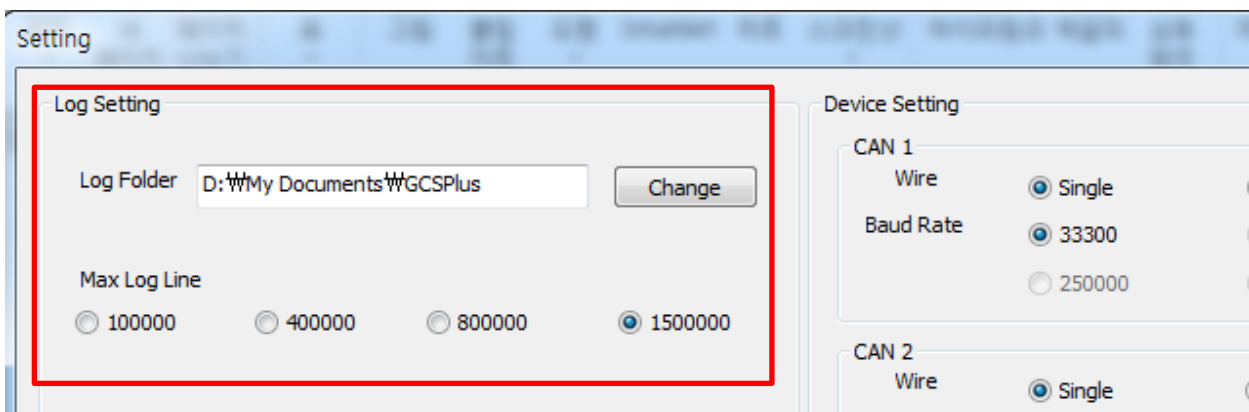 Setting
Log Setting
Log Folder D:₩My Documents₩GCSPlus Change
Max Log Line
100000 400000 800000 1500000
Device Setting
CAN 1
Wire Single
Baud Rate 33300
250000
CAN 2
Wire Single